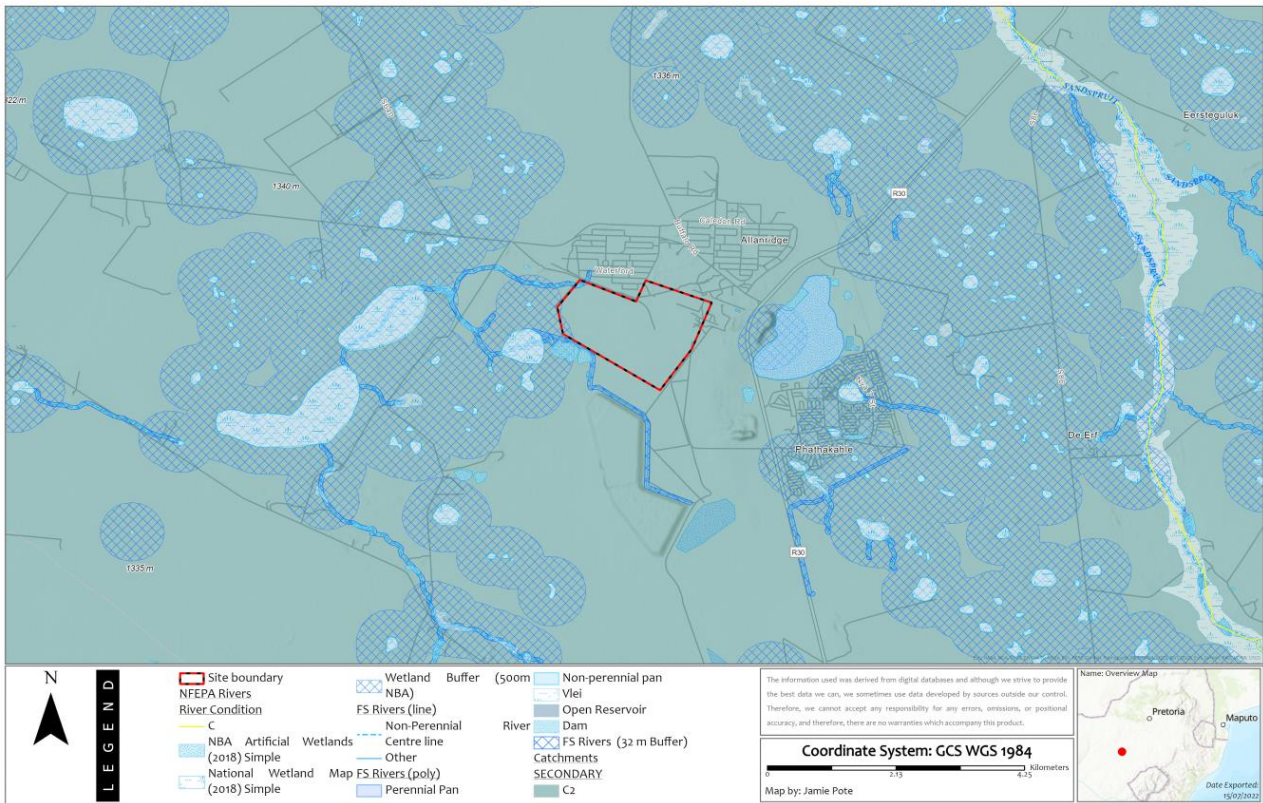 1336 m
1322 m
SANDSPRUIT
Eersteguluk
SANDSPRUIT
1340 m
R30
Caledon Rd
Allanridge
SANDSPRUIT
De Erf
Phathakahle
1335 m
R30
N
LEGEND
Site boundary
NFEPA Rivers
River Condition
C
NBA Artificial Wetlands
(2018) Simple
National Wetland Map
(2018) Simple
Wetland Buffer (500m
NBA)
FS Rivers (line)
Non-Perennial River
Centre line
Other
FS Rivers (poly)
Perennial Pan
Non-perennial pan
Vlei
Open Reservoir
Dam
FS Rivers (32 m Buffer)
Catchments
SECONDARY
C2
The information used was derived from digital databases and although we strive to provide
the best data we can, we sometimes use data developed by sources outside our control.
Therefore, we cannot accept any responsibility for any errors, omissions, or positional
accuracy, and therefore, there are no warranties which accompany this product.
Coordinate System: GCS WGS 1984
Kilometers
0 2.13 4.25
Map by: Jamie Pote
Name: Overview Map
Pretoria
Maputo
Date Exported:
15/07/2022